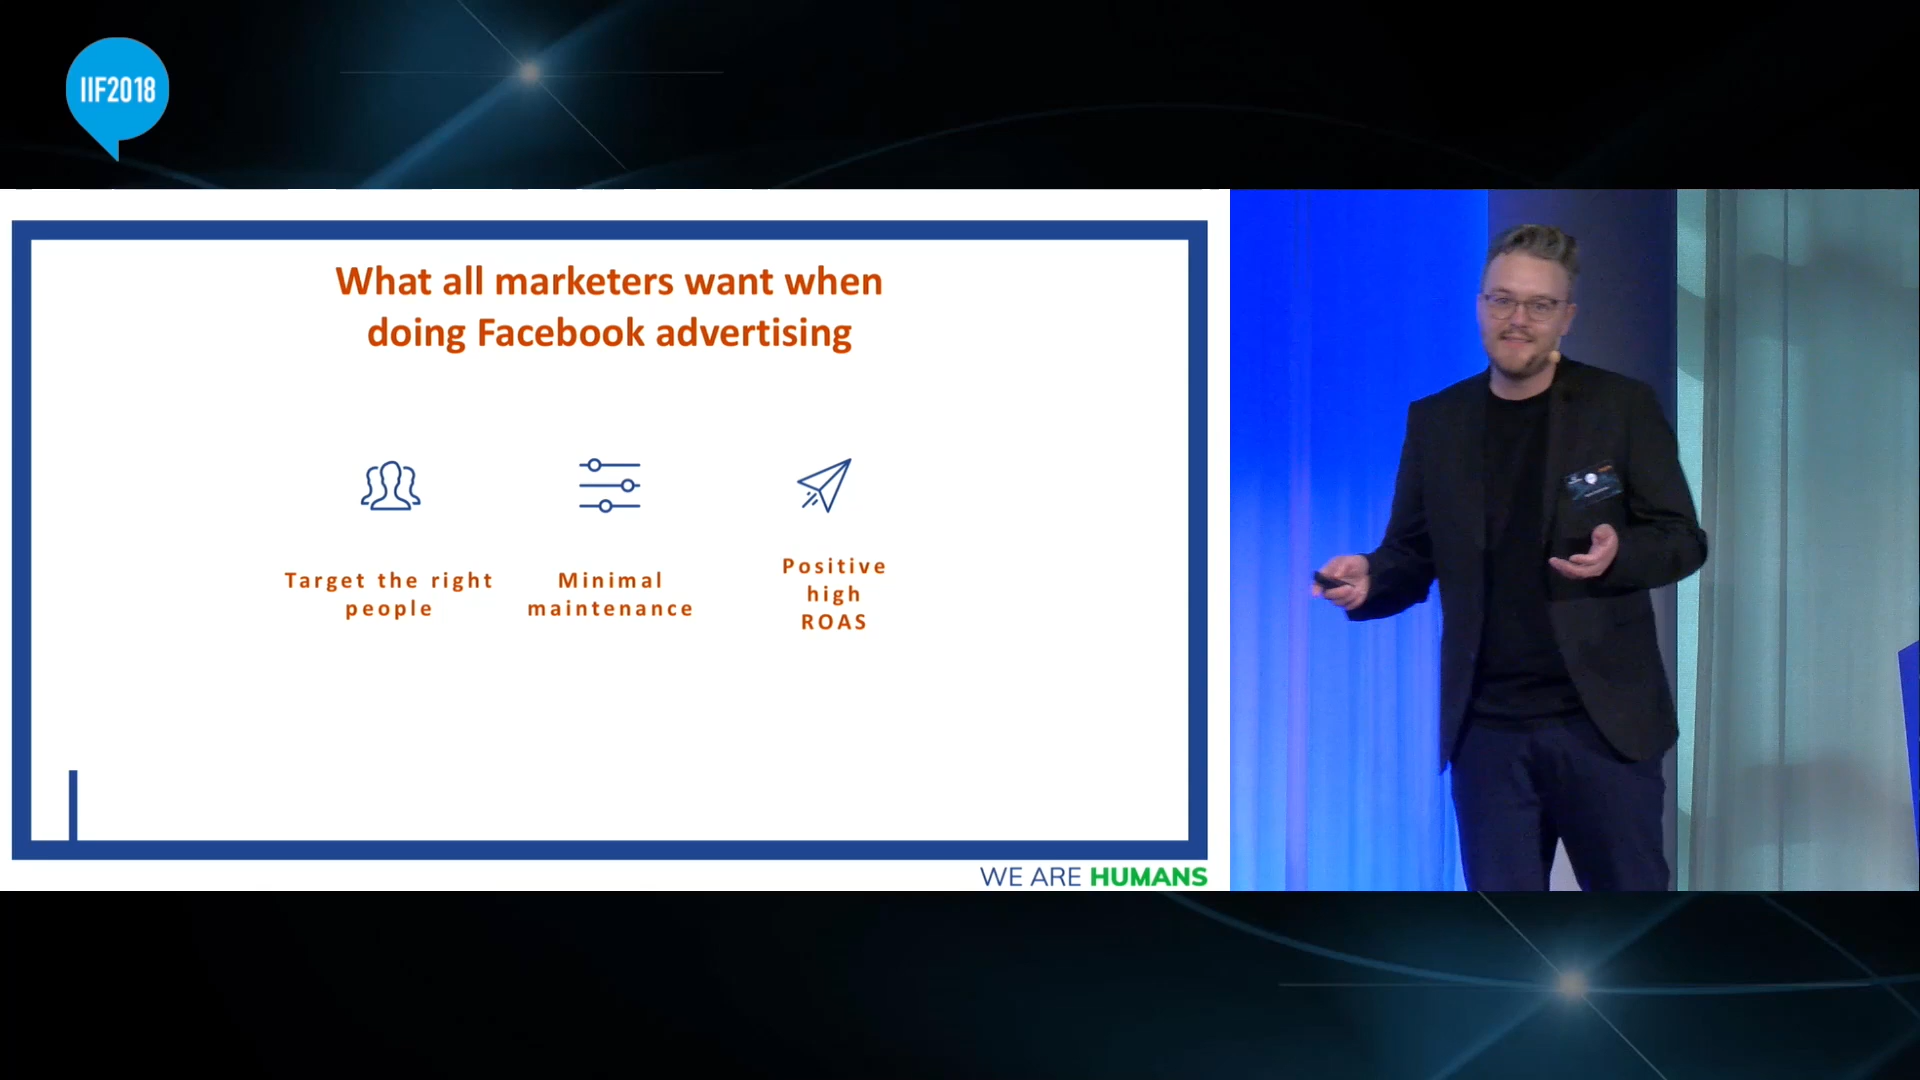 IIF2018
What all marketers want when
doing Facebook advertising
Target the right
people
Minimal
maintenance
Positive
high
ROAS
WE ARE HUMANS